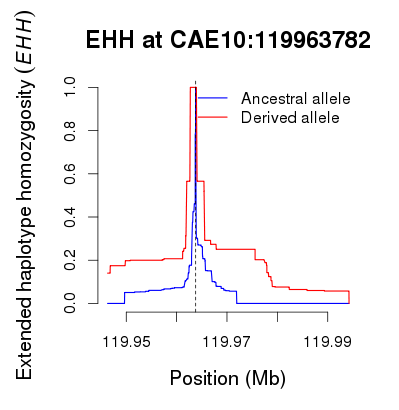 EHH at CAE10:119963782
Extended haplotype homozygosity (EHH)
1.0
0.8
0.6
0.4
0.2
0.0
Ancestral allele
Derived allele
119.95
119.97
119.99
Position (Mb)